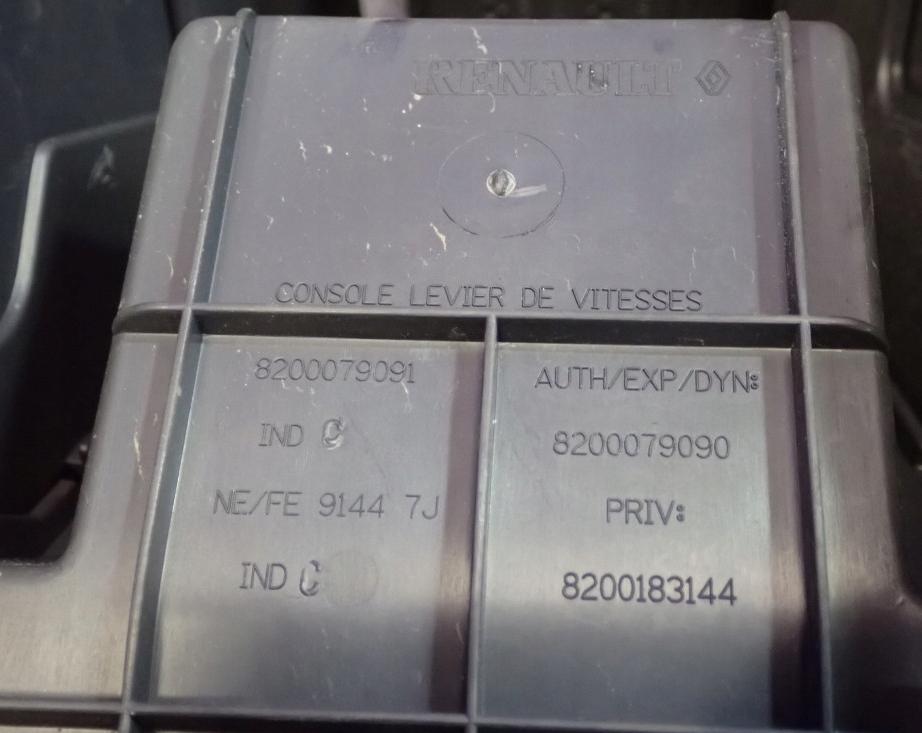 RENAULT
CONSOLE LEVIER DE VITESSES
8200079091
IND C
NE/FE 9144 7J
IND C
AUTH/EXP/DYN:
8200079090
PRIV:
8200183144